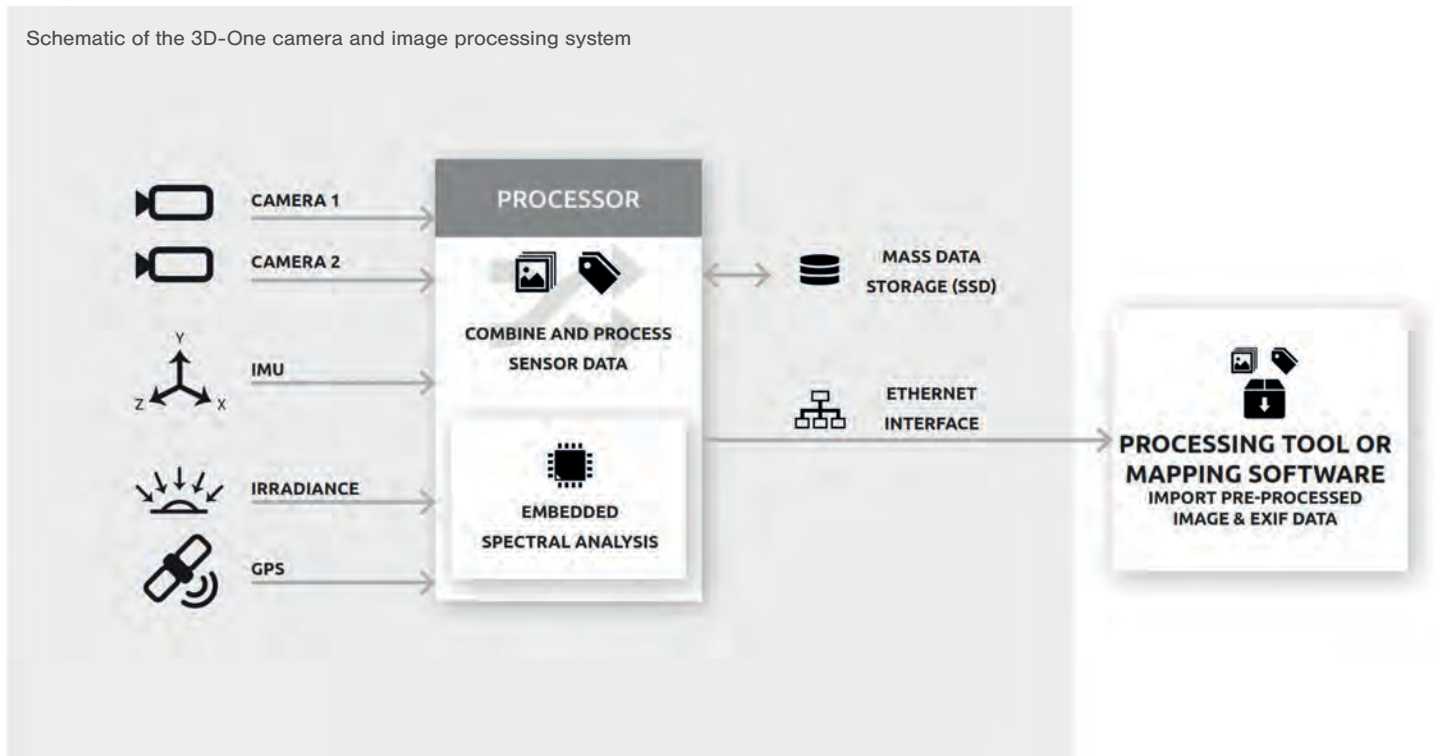 Schematic of the 3D-One camera and image processing system
CAMERA 1
CAMERA 2
Y
Z
X
IMU
IRRADIANCE
GPS
PROCESSOR
COMBINE AND PROCESS
SENSOR DATA
EMBEDDED
SPECTRAL ANALYSIS
MASS DATA
STORAGE (SSD)
ETHERNET
INTERFACE
PROCESSING TOOL OR
MAPPING SOFTWARE
IMPORT PRE-PROCESSED
IMAGE & EXIF DATA